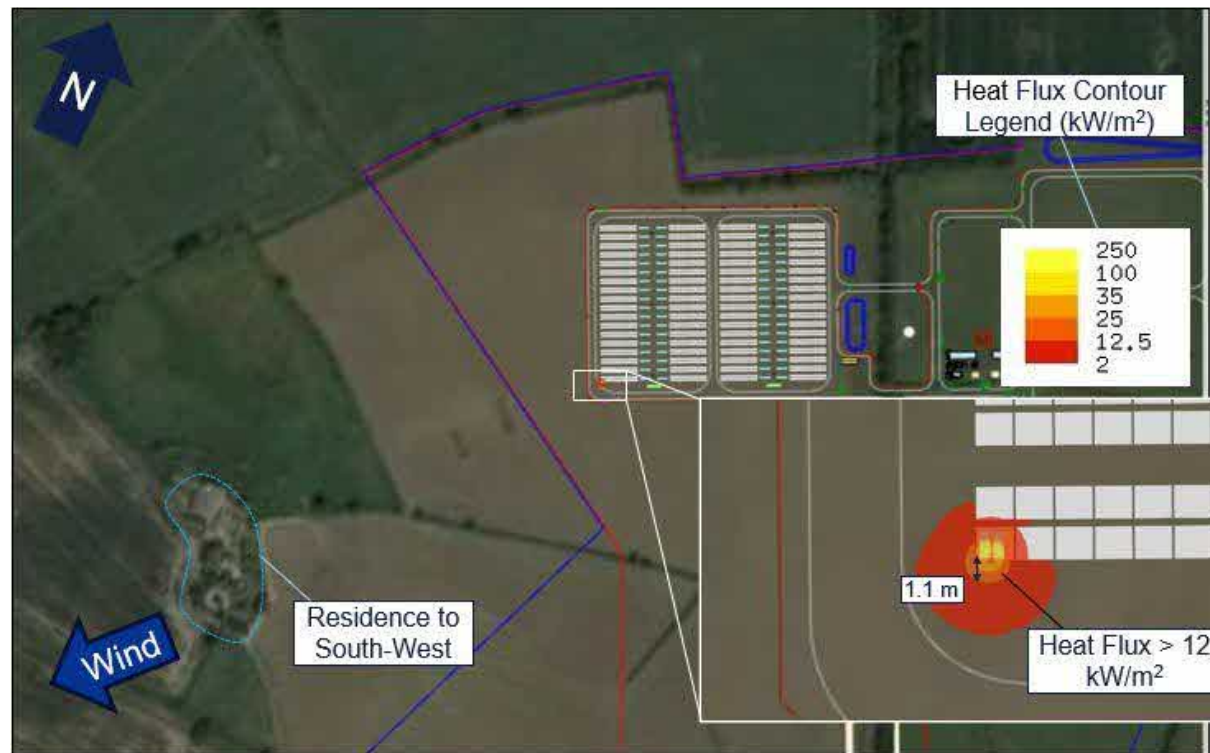 N
Heat Flux Contour
Legend (kW/m²)
250
100
35
25
12.5
2
1.1 m
Residence to
South-West
Wind
Heat Flux > 12
kW/m²